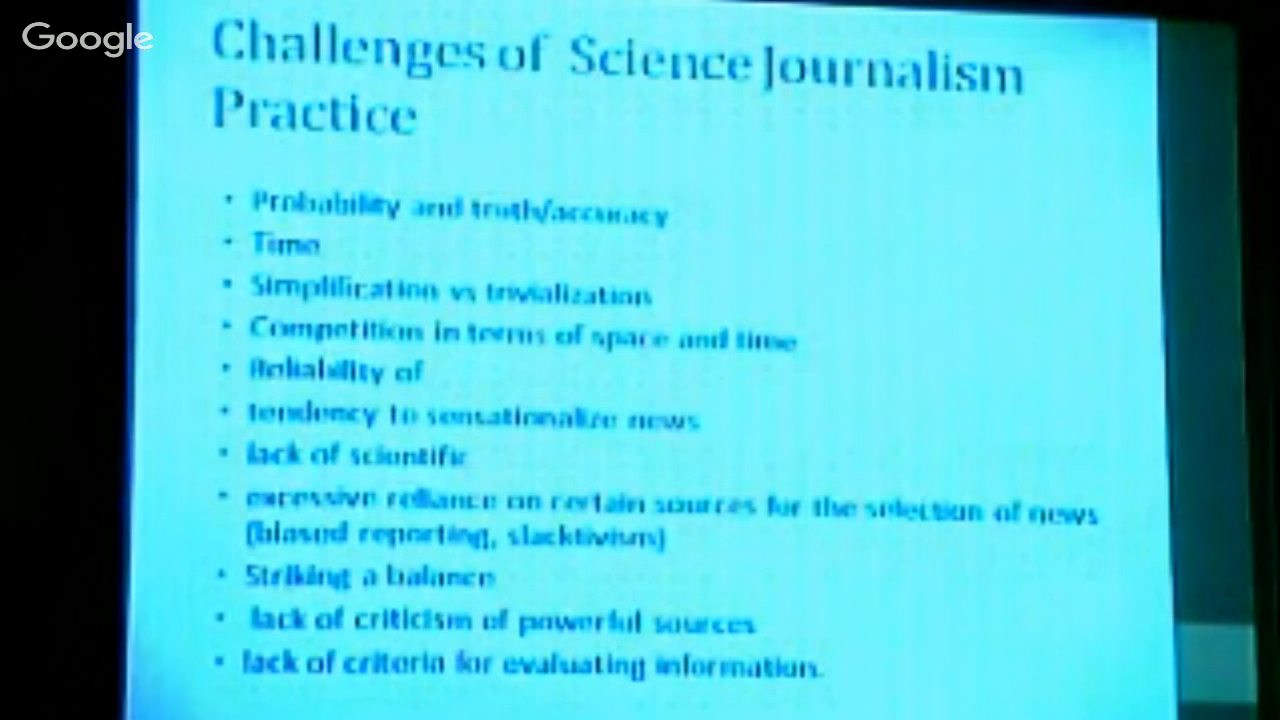 Google
Challenges of Science Journalism
Practice
• Probability and truth/accuracy
• Time
• Simplification vs trivialization
• Competition in terms of space and time
• Reliability of
• tendency to sensationalize news
• lack of scientific
• excessive reliance on certain sources for the selection of news
(biased reporting, slacktivism)
• Striking a balance
• lack of criticism of powerful sources
• lack of criteria for evaluating information.